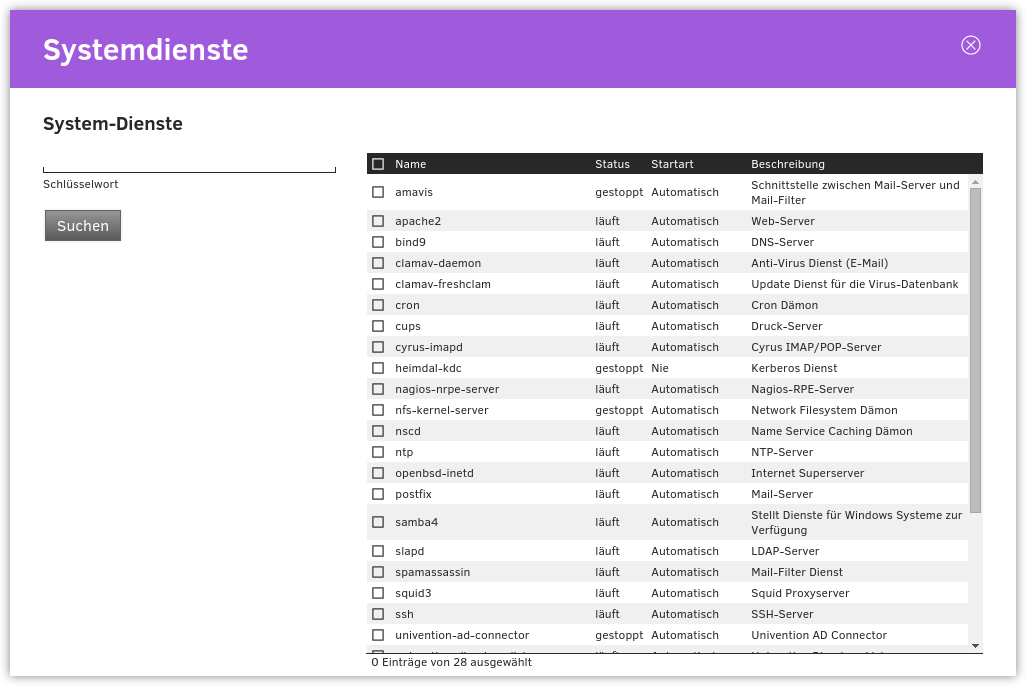 Systemdienste
System-Dienste
Schlüsselwort
Suchen
Name Status Startart Beschreibung
amavis gestoppt Automatisch Schnittstelle zwischen Mail-Server und
Mail-Filter
apache2 läuft Automatisch Web-Server
bind9 läuft Automatisch DNS-Server
clamav-daemon läuft Automatisch Anti-Virus Dienst (E-Mail)
clamav-freshclam läuft Automatisch Update Dienst für die Virus-Datenbank
cron läuft Automatisch Cron Dämon
cups läuft Automatisch Druck-Server
cyrus-imapd läuft Automatisch Cyrus IMAP/POP-Server
heimdal-kdc gestoppt Nie Kerberos Dienst
nagios-nrpe-server läuft Automatisch Nagios-RPE-Server
nfs-kernel-server gestoppt Automatisch Network Filesystem Dämon
nscd läuft Automatisch Name Service Caching Dämon
ntp läuft Automatisch NTP-Server
openbsd-inetd läuft Automatisch Internet Superserver
postfix läuft Automatisch Mail-Server
samba4 läuft Automatisch Stellt Dienste für Windows Systeme zur
Verfügung
slapd läuft Automatisch LDAP-Server
spamassassin läuft Automatisch Mail-Filter Dienst
squid3 läuft Automatisch Squid Proxyserver
ssh läuft Automatisch SSH-Server
univention-ad-connector gestoppt Automatisch Univention AD Connector
0 Einträge von 28 ausgewählt